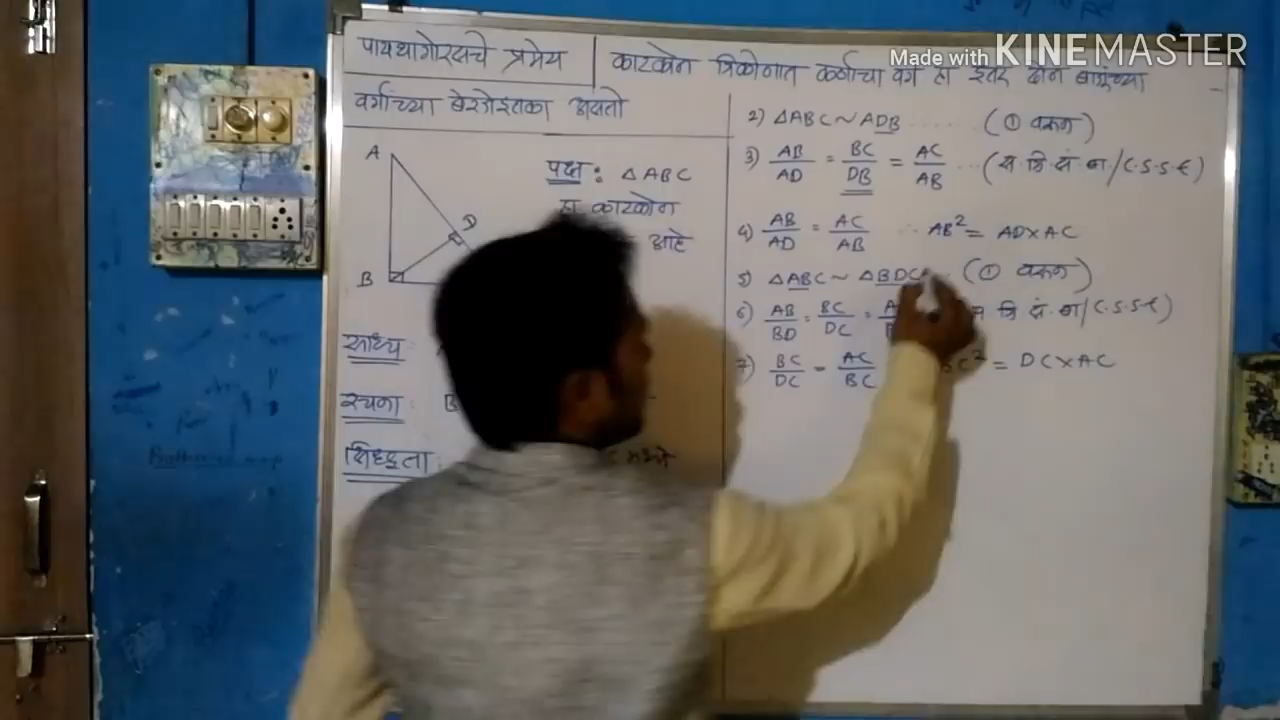 Made with KINEMASTER
पायथागोरसचे प्रमेय
काटकोन त्रिकोणात कर्णाचा वर्ग हा इतर दोन बाजूंच्या
वर्गाच्या बेरजेइतका असतो
A
D
B
पक्ष : △ABC
हा काटकोन
आहे
साध्य
रचना B
सिध्दता :
2) △ABC ~ ADB ...... (① वरून)
3) AB/AD = BC/DB = AC/AB .. (स त्रि सं बा/C.S.S.T)
4) AB/AD = AC/AB ∴ AB² = AD×AC
5) △ABC ~ △BDC (① वरून)
6) AB/BD = BC/DC = त्रि सं. बा/C.S.S.T)
7) BC/DC = AC/BC BC² = DC×AC